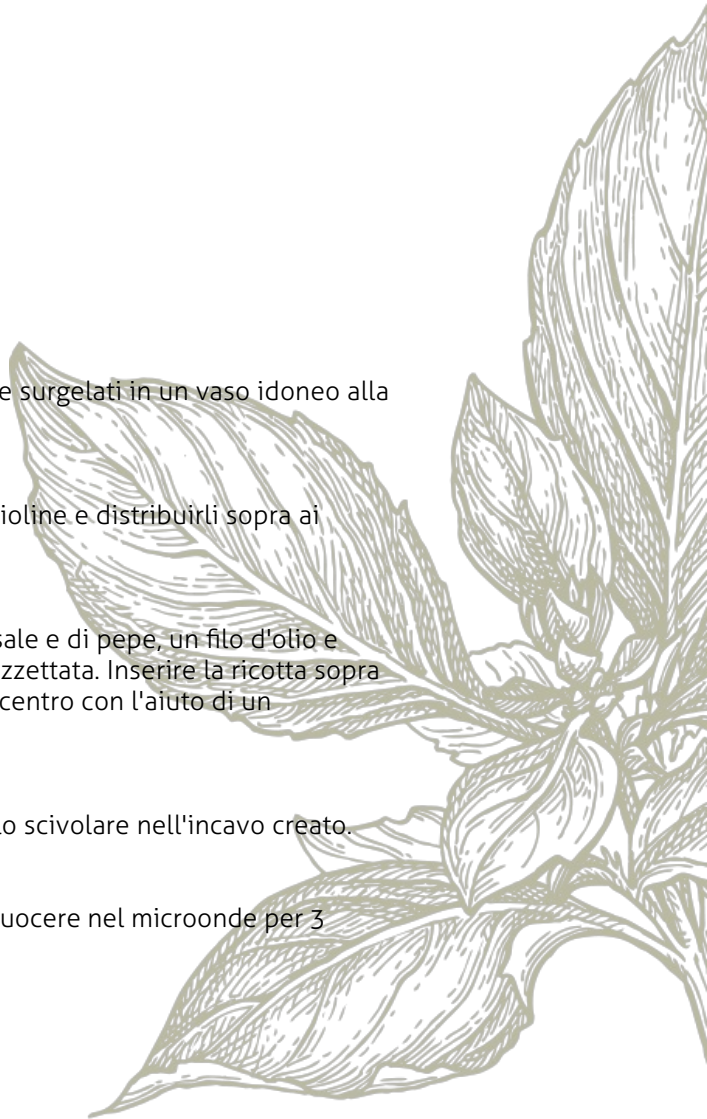 e surgelati in un vaso idoneo alla
ioline e distribuirli sopra ai
sale e di pepe, un filo d'olio e
zzettata. Inserire la ricotta sopra
centro con l'aiuto di un
lo scivolare nell'incavo creato.
uocere nel microonde per 3